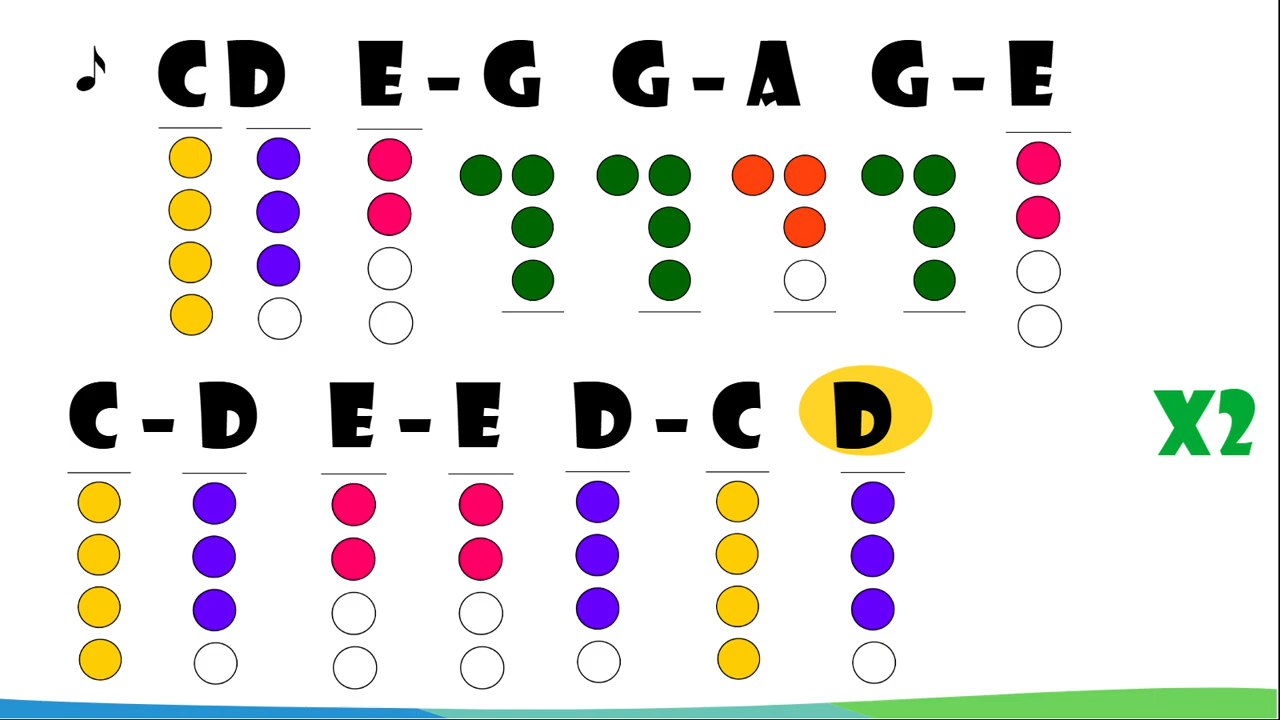 ♪ CD E-G G-A G-E
C-D E-E D-C D X2